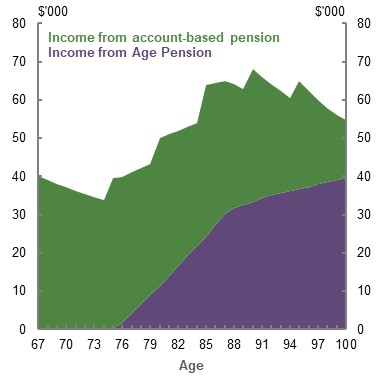 $'000 $'000
80 80
Income from account-based pension
Income from Age Pension
70 70
60 60
50 50
40 40
30 30
20 20
10 10
0 0
67 70 73 76 79 82 85 88 91 94 97 100
Age